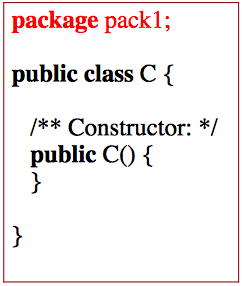 package pack1;
public class C {
/** Constructor: */
public C() {
}
}